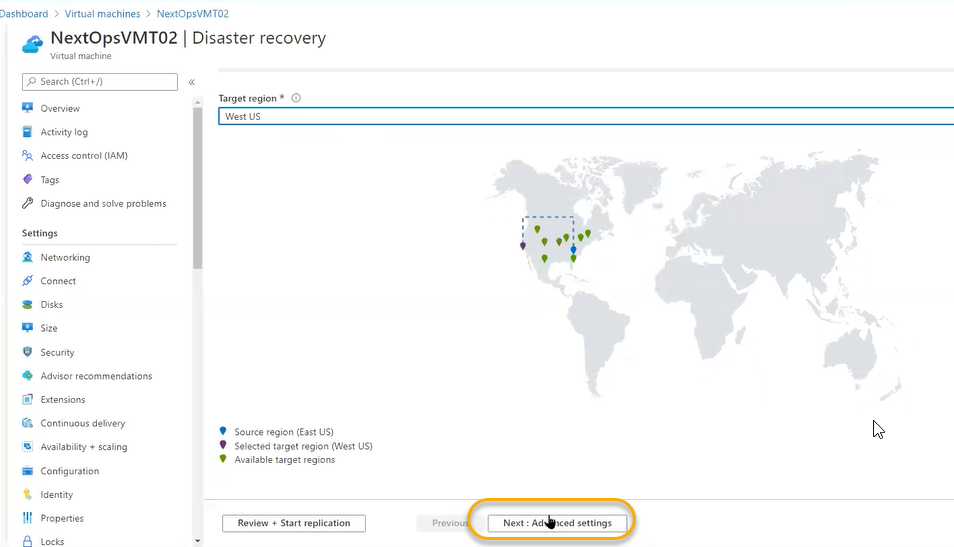 Dashboard > Virtual machines > NextOpsVMT02
NextOpsVMT02 | Disaster recovery
Virtual machine
Search (Ctrl+/)
«
Overview
Activity log
Access control (IAM)
Tags
Diagnose and solve problems
Settings
Networking
Connect
Disks
Size
Security
Advisor recommendations
Extensions
Continuous delivery
Availability + scaling
Configuration
Identity
Properties
Locks
Target region *
West US
Source region (East US)
Selected target region (West US)
Available target regions
Review + Start replication
Previous
Next : Advanced settings